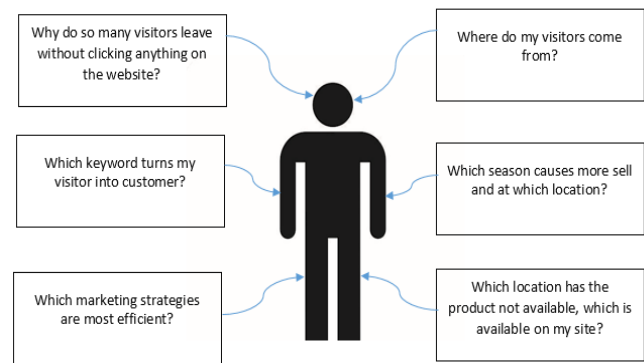 Why do so many visitors leave
without clicking anything on
the website?
Where do my visitors come
from?
Which keyword turns my
visitor into customer?
Which season causes more sell
and at which location?
Which marketing strategies
are most efficient?
Which location has the
product not available, which is
available on my site?